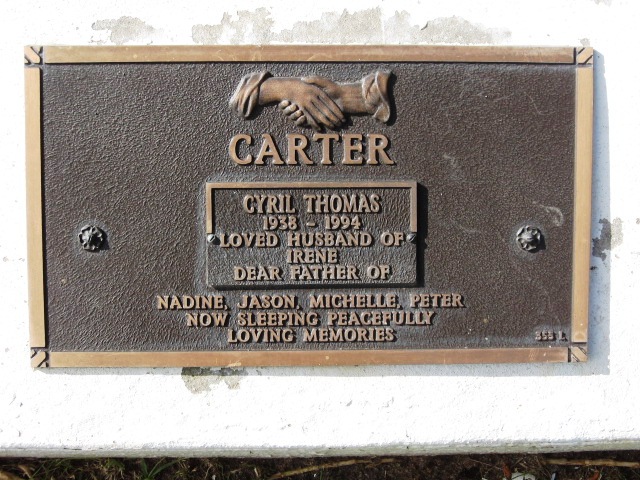 CARTER
CYRIL THOMAS
1938 - 1994
LOVED HUSBAND OF
IRENE
DEAR FATHER OF
NADINE, JASON, MICHELLE, PETER
NOW SLEEPING PEACEFULLY
LOVING MEMORIES